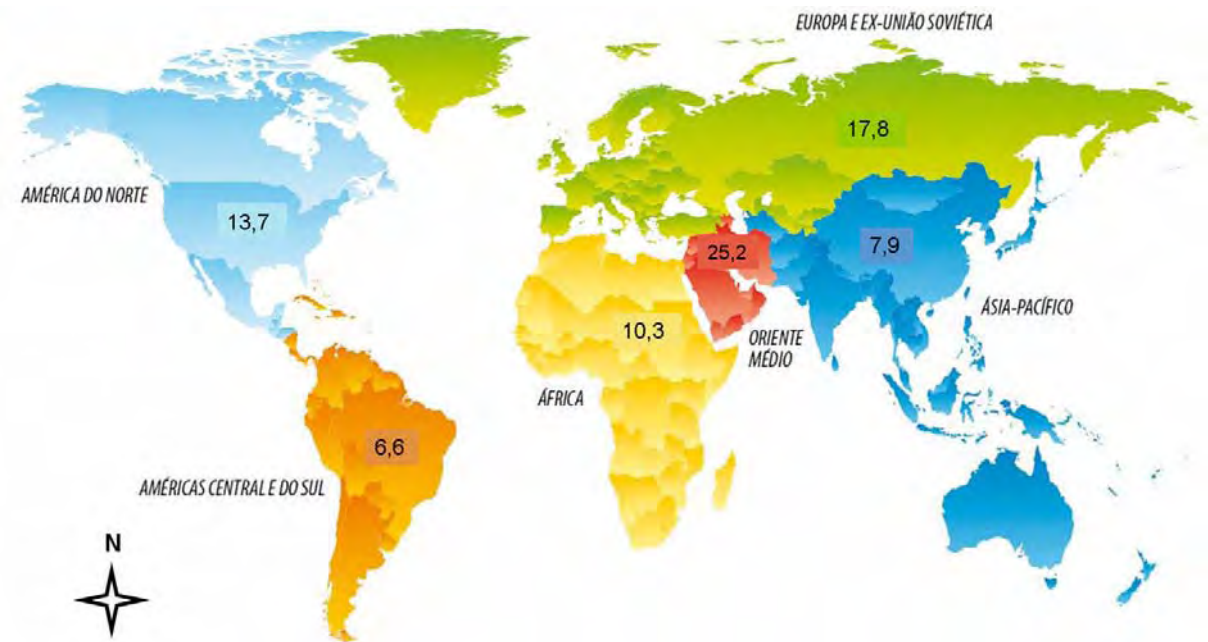 EUROPA E EX-UNIÃO SOVIÉTICA
17,8
AMÉRICA DO NORTE
13,7
25,2
7,9
ÁSIA-PACÍFICO
10,3
ORIENTE
MÉDIO
ÁFRICA
6,6
AMÉRICAS CENTRAL E DO SUL
N